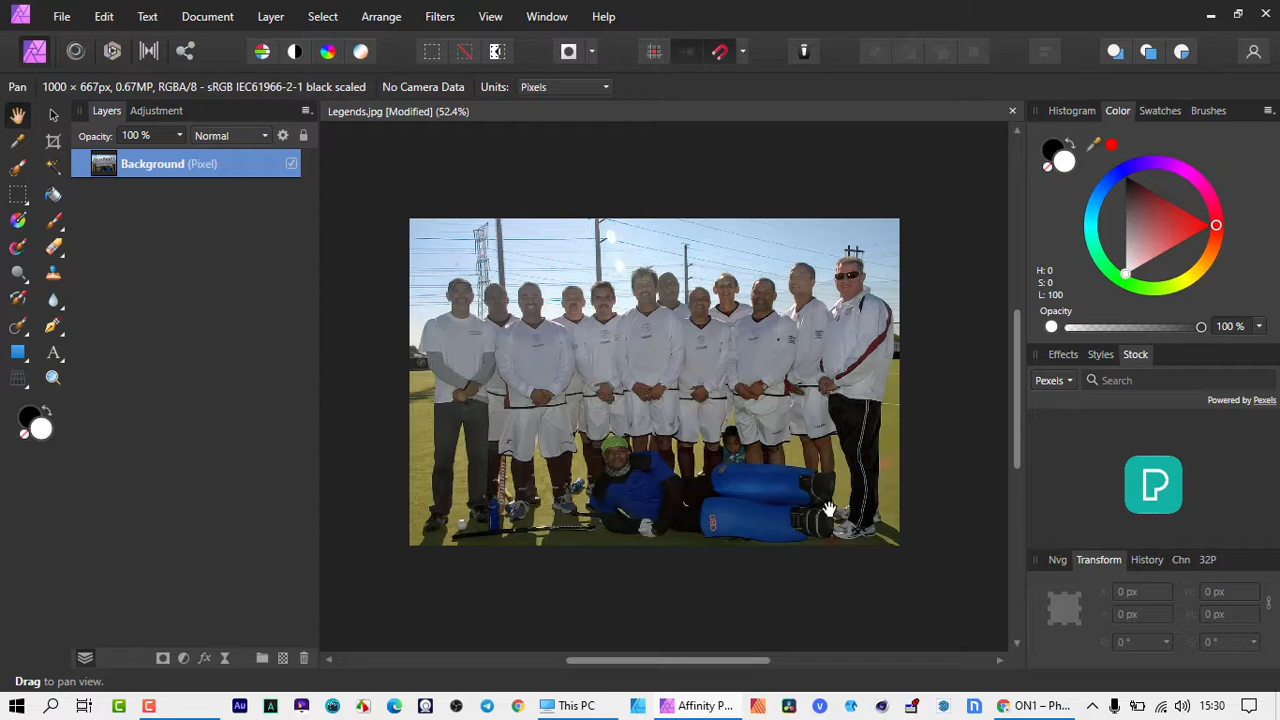 File Edit Text Document Layer Select Arrange Filters View Window Help
Pan 1000 × 667px, 0.67MP, RGBA/8 - sRGB IEC61966-2-1 black scaled No Camera Data Units: Pixels
Layers Adjustment
Legends.jpg [Modified] (52.4%)
Histogram Color Swatches Brushes
Opacity: 100 % Normal
Background (Pixel)
H: 0
S: 0
L: 100
Opacity
100 %
Effects Styles Stock
Pexels Search
Powered by Pexels
Nvg Transform History Chn 32P
X: 0 px W: 0 px
Y: 0 px H: 0 px
R: 0 ° S: 0 °
Drag to pan view.
This PC Affinity P... ON1 – Ph... 15:30